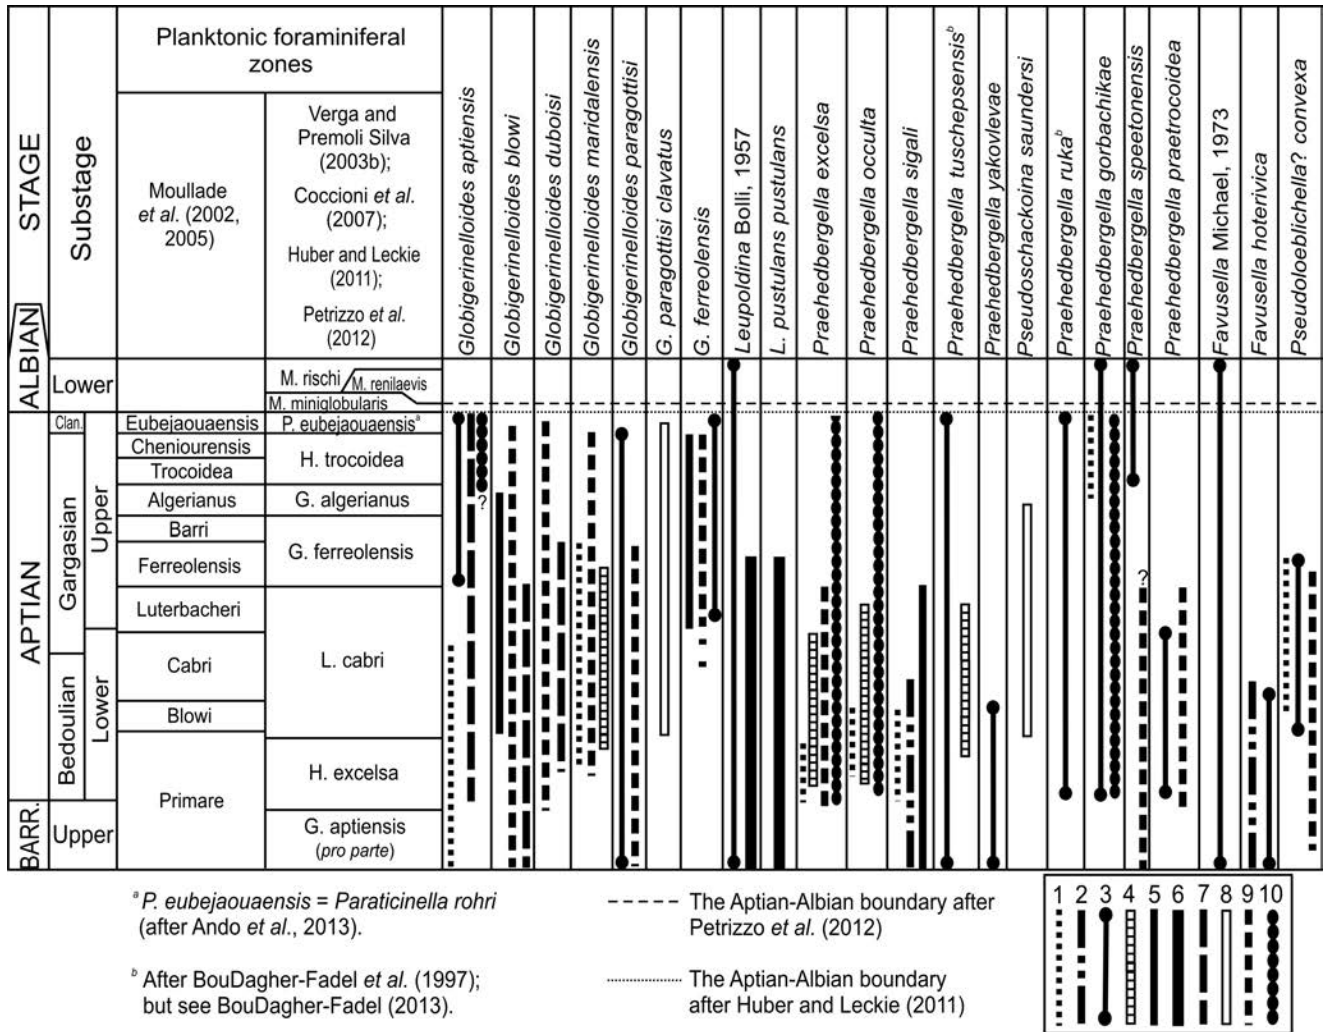 STAGE
Substage
Planktonic foraminiferal
zones
Moullade
et al. (2002,
2005)
Verga and
Premoli Silva
(2003b);
Coccioni et al.
(2007);
Huber and Leckie
(2011);
Petrizzo et al.
(2012)
Globigerinelloides aptiensis
Globigerinelloides blowi
Globigerinelloides duboisi
Globigerinelloides maridalensis
Globigerinelloides paragottisi
G. paragottisi clavatus
G. ferreolensis
Leupoldina Bolli, 1957
L. pustulans pustulans
Praehedbergella excelsa
Praehedbergella occulta
Praehedbergella sigali
Praehedbergella tuschepsensis b
Praehedbergella yakovlevae
Pseudoschackoina saundersi
Praehedbergella ruka b
Praehedbergella gorbachikae
Praehedbergella speetonensis
Praehedbergella praetrocoidea
Favusella Michael, 1973
Favusella hoterivica
Pseudoloeblichella? convexa
ALBIAN
Lower
M. rischi
M. renilaevis
M. miniglobularis
APTIAN
Clan.
Eubejaouaensis
P. eubejaouaensis a
Gargasian
Upper
Cheniourensis
H. trocoidea
Trocoidea
Algerianus
G. algerianus
?
Barri
G. ferreolensis
Ferreolensis
?
Luterbacheri
L. cabri
Bedoulian
Lower
Cabri
Blowi
H. excelsa
Primare
BARR.
Upper
G. aptiensis
(pro parte)
a P. eubejaouaensis = Paraticinella rohri
(after Ando et al., 2013).
b After BouDagher-Fadel et al. (1997);
but see BouDagher-Fadel (2013).
The Aptian-Albian boundary after
Petrizzo et al. (2012)
The Aptian-Albian boundary
after Huber and Leckie (2011)
1 2 3 4 5 6 7 8 9 10